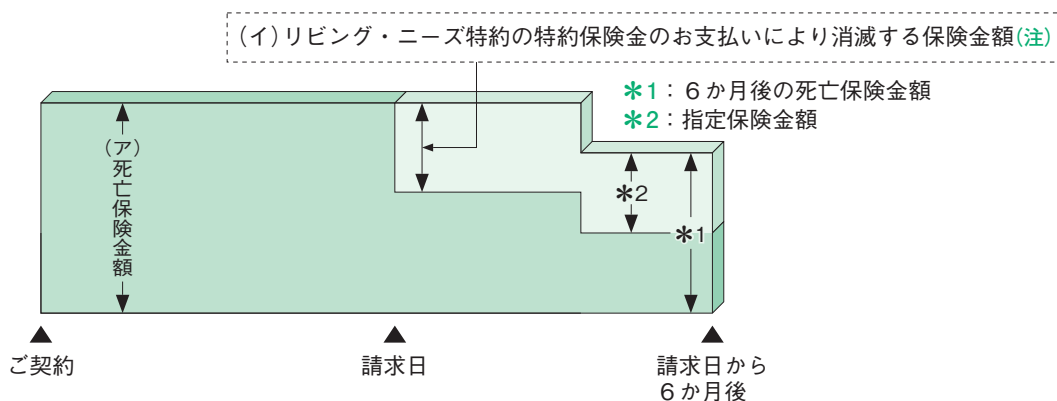 (イ)リビング・ニーズ特約の特約保険金のお支払いにより消滅する保険金額(注)
＊1：6か月後の死亡保険金額
＊2：指定保険金額
(ア)死亡保険金額
＊2
＊1
ご契約
請求日
請求日から
6か月後